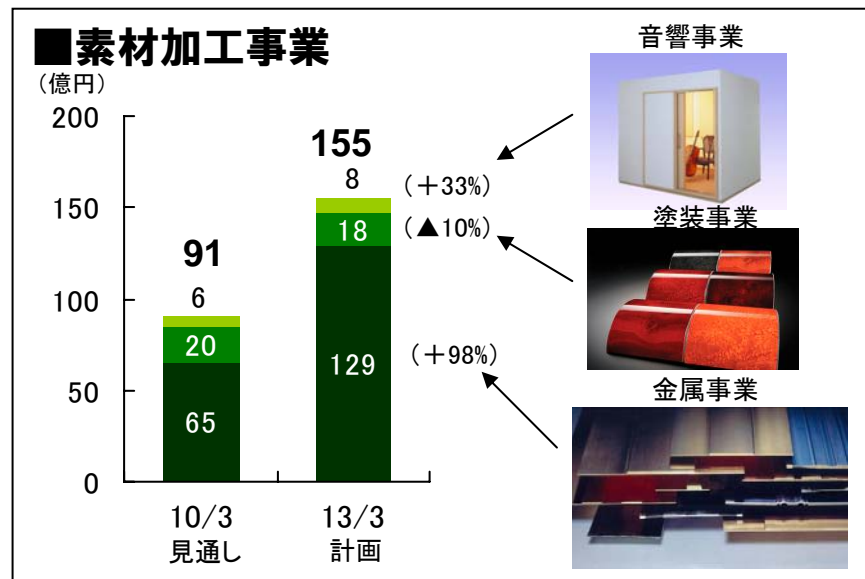 ■素材加工事業
(億円)
200
150
100
50
0
91
6
20
65
155
8
18
129
(+33%)
(▲10%)
(+98%)
10/3
見通し
13/3
計画
音響事業
塗装事業
金属事業